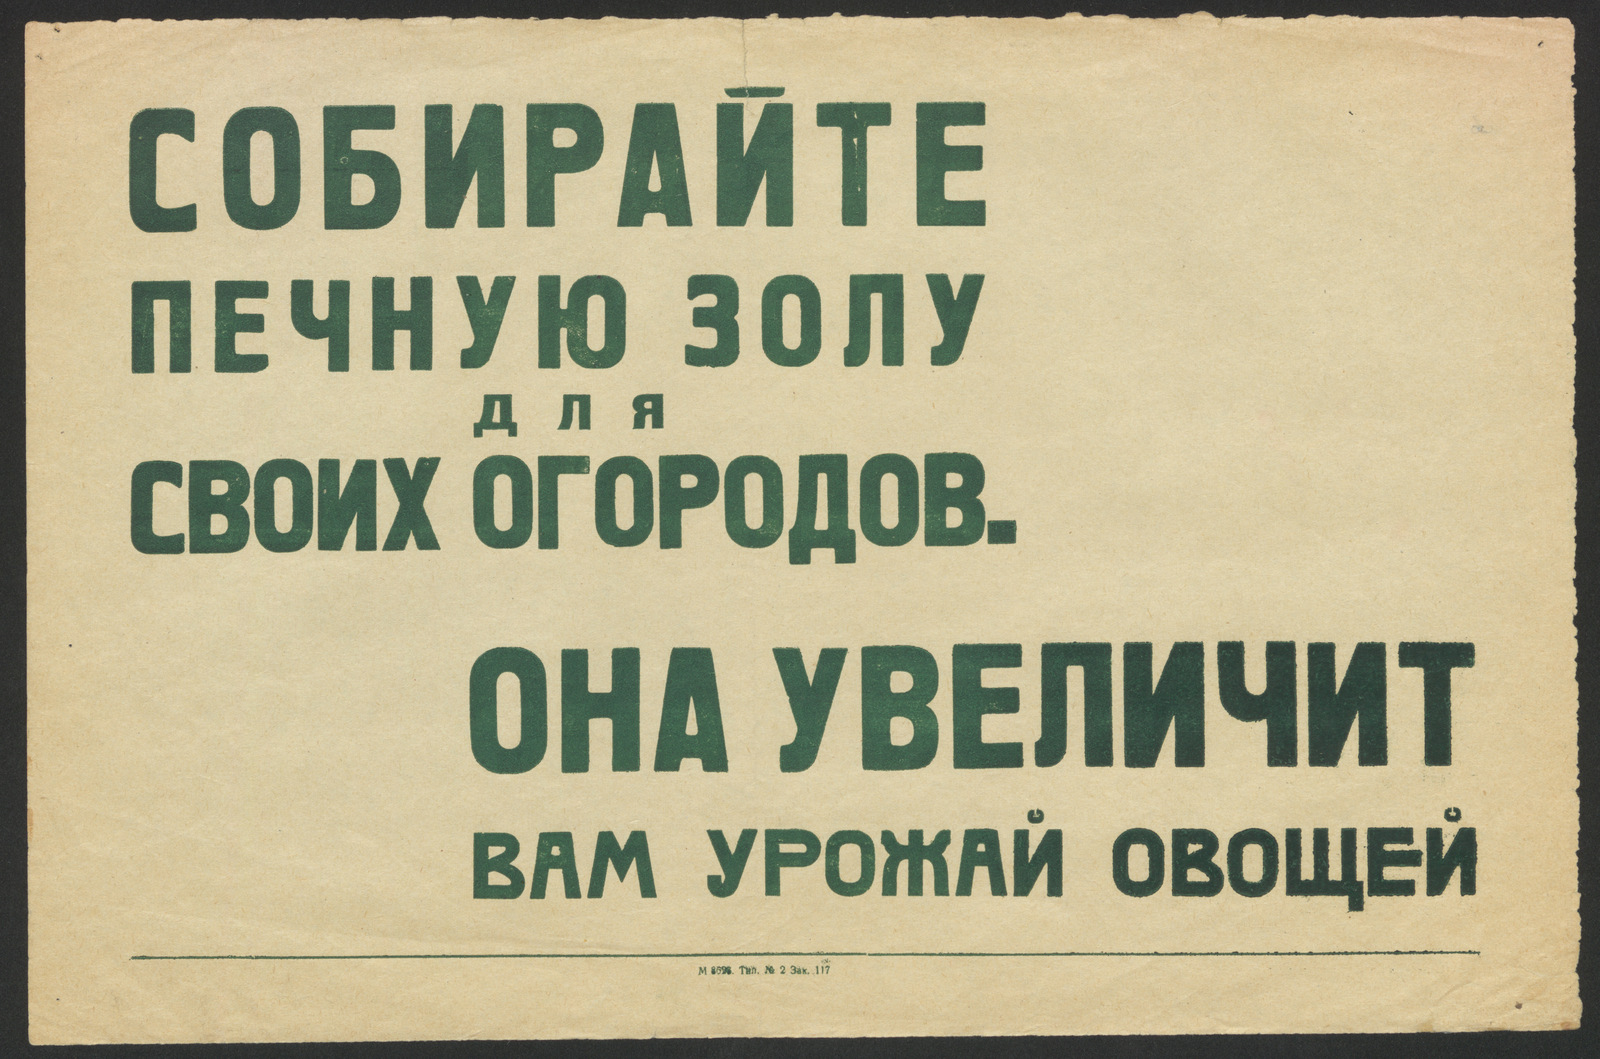 СОБИРАЙТЕ
ПЕЧНУЮ ЗОЛУ
для
СВОИХ ОГОРОДОВ.
ОНА УВЕЛИЧИТ
ВАМ УРОЖАЙ ОВОЩЕЙ
М Тип. № 2 Зак. 117